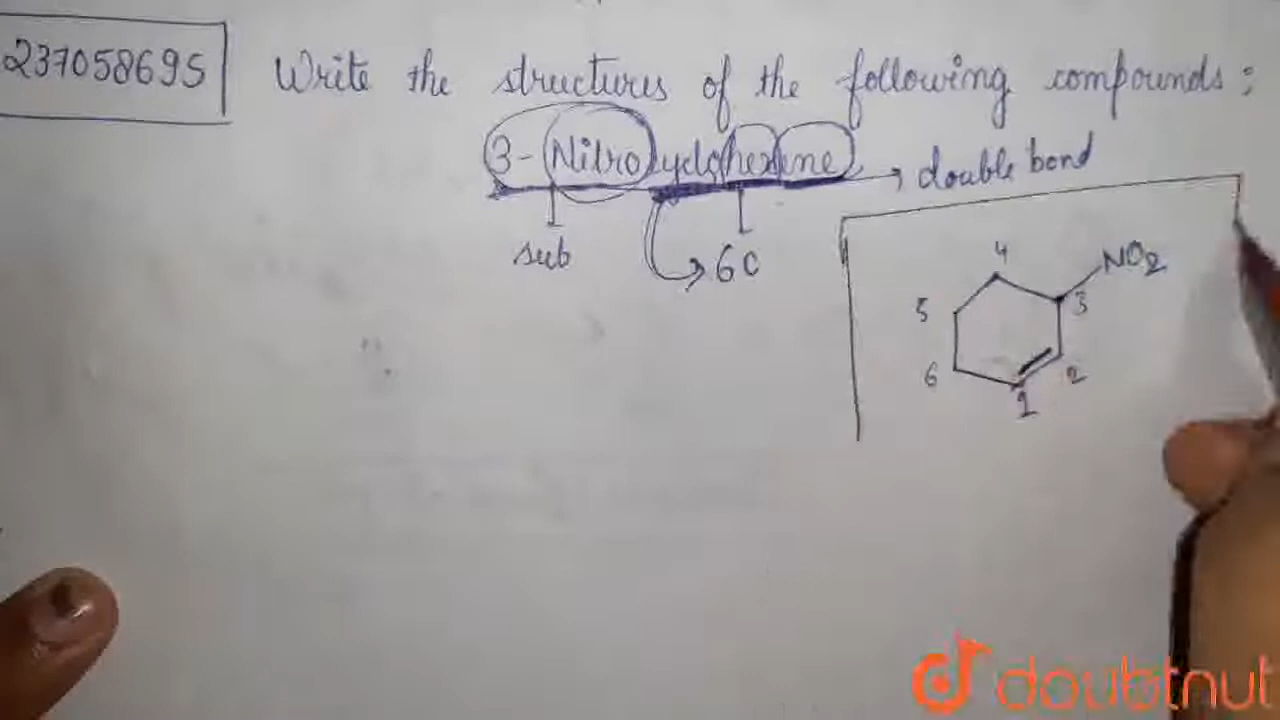 237058695 Write the structures of the following compounds:
3-Nitrocyclohexene
double bond
sub
6C
4
NO2
3
5
6
2
1
doubtnut